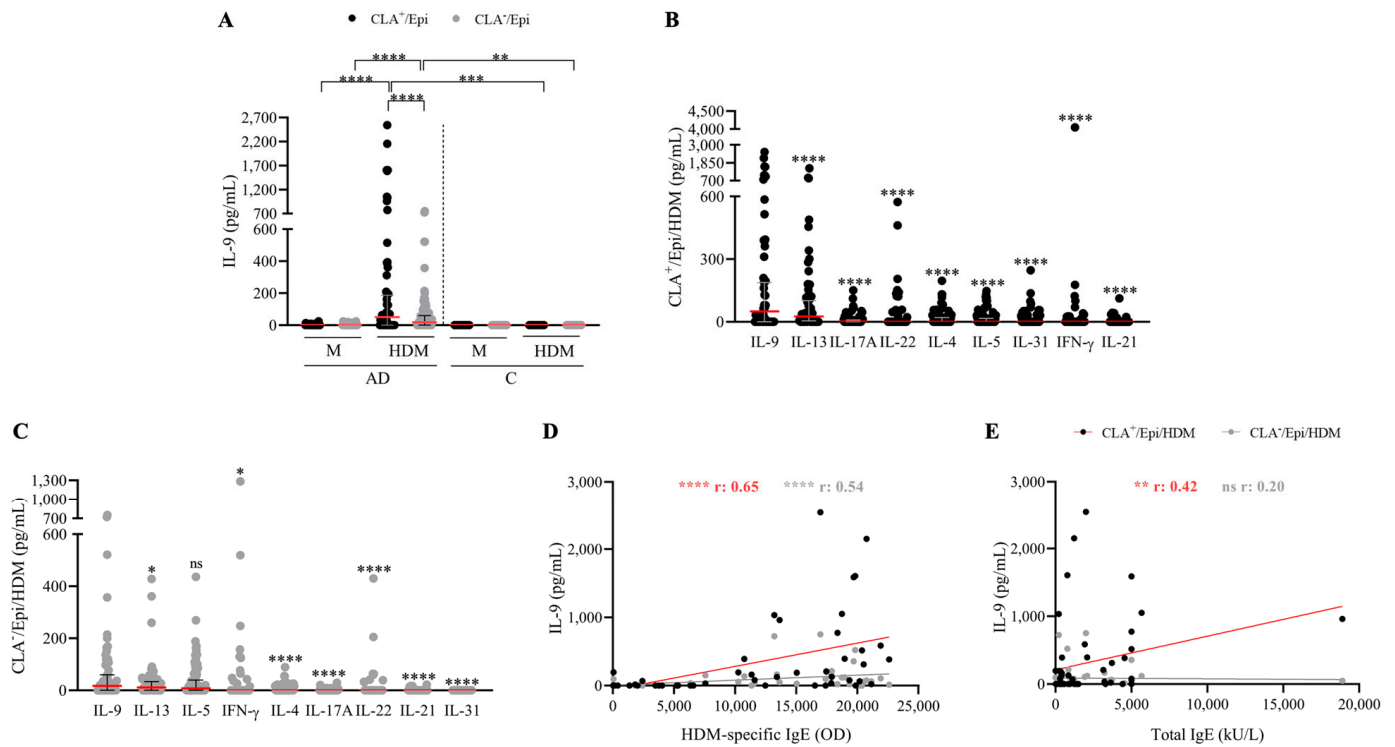 A
CLA⁺/Epi CLA⁻/Epi
**** **
**** ***
****
2,700
2,200
1,700
1,200
700
600
400
200
0
IL-9 (pg/mL)
M HDM M HDM
AD C
B
4,500
4,000
3,000
1,850
700
600
300
0
CLA⁺/Epi/HDM (pg/mL)
**** **** **** **** **** **** **** ****
IL-9 IL-13 IL-17A IL-22 IL-4 IL-5 IL-31 IFN-γ IL-21
C
1,300
1,000
700
600
400
200
0
CLA⁻/Epi/HDM (pg/mL)
* ns * **** **** **** **** ****
IL-9 IL-13 IL-5 IFN-γ IL-4 IL-17A IL-22 IL-21 IL-31
D
**** r: 0.65 **** r: 0.54
3,000
2,000
1,000
0
IL-9 (pg/mL)
0 5,000 10,000 15,000 20,000 25,000
HDM-specific IgE (OD)
E
CLA⁺/Epi/HDM CLA⁻/Epi/HDM
** r: 0.42 ns r: 0.20
3,000
2,000
1,000
0
IL-9 (pg/mL)
0 5,000 10,000 15,000 20,000
Total IgE (kU/L)